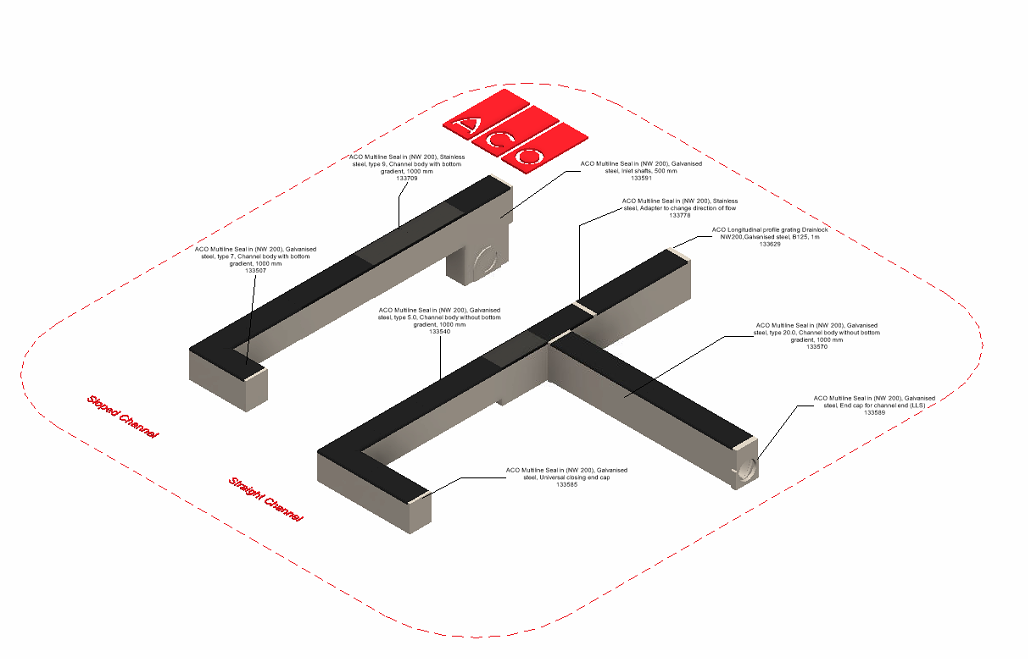 ACO
ACO Multiline Seal in (NW 200), Stainless
steel, type 9, Channel body with bottom
gradient, 1000 mm
133709
ACO Multiline Seal in (NW 200), Galvanised
steel, Inlet shafts, 500 mm
133591
ACO Multiline Seal in (NW 200), Stainless
steel, Adapter to change direction of flow
133778
ACO Longitudinal profile grating Drainlock
NW200,Galvanised steel, B125, 1m
133629
ACO Multiline Seal in (NW 200), Galvanised
steel, type 7, Channel body with bottom
gradient, 1000 mm
133507
ACO Multiline Seal in (NW 200), Galvanised
steel, type 5.0, Channel body without bottom
gradient, 1000 mm
133540
ACO Multiline Seal in (NW 200), Galvanised
steel, type 20.0, Channel body without bottom
gradient, 1000 mm
133570
ACO Multiline Seal in (NW 200), Galvanised
steel, End cap for channel end (LLS)
133589
Sloped Channel
ACO Multiline Seal in (NW 200), Galvanised
steel, Universal closing end cap
133585
Straight Channel